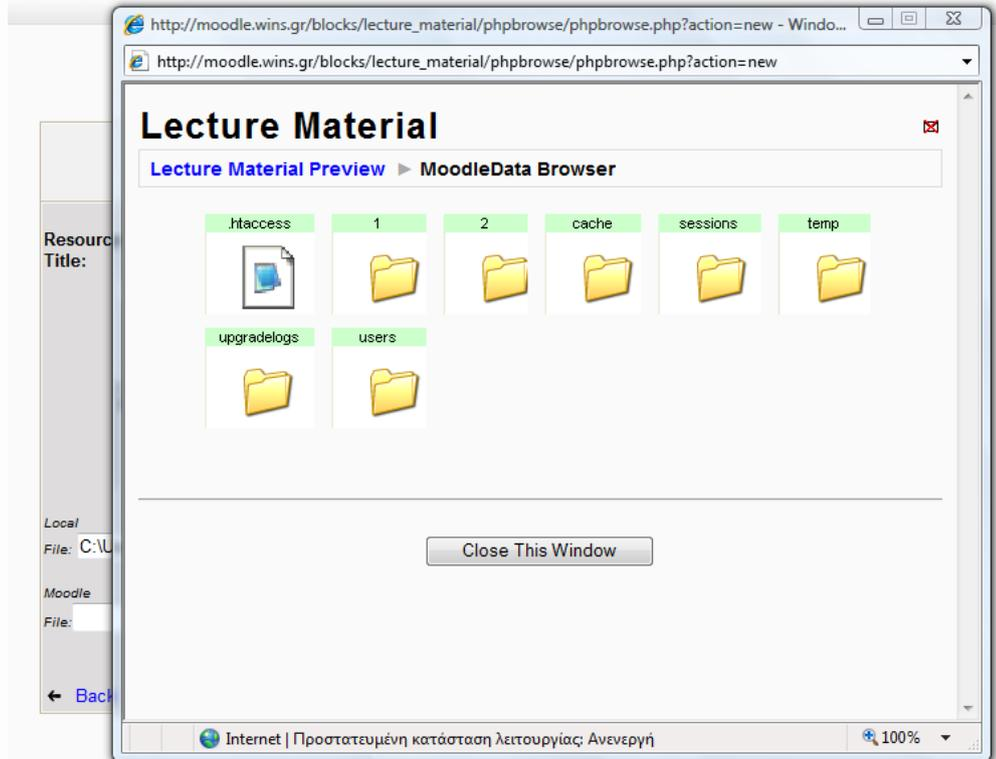 http://moodle.wins.gr/blocks/lecture_material/phpbrowse/phpbrowse.php?action=new - Windo...
http://moodle.wins.gr/blocks/lecture_material/phpbrowse/phpbrowse.php?action=new
Lecture Material
Lecture Material Preview ► MoodleData Browser
.htaccess 1 2 cache sessions temp
upgradelogs users
Close This Window
Resourc
Title:
Local
File: C:\U
Moodle
File:
Back
Internet | Προστατευμένη κατάσταση λειτουργίας: Ανενεργή
100%